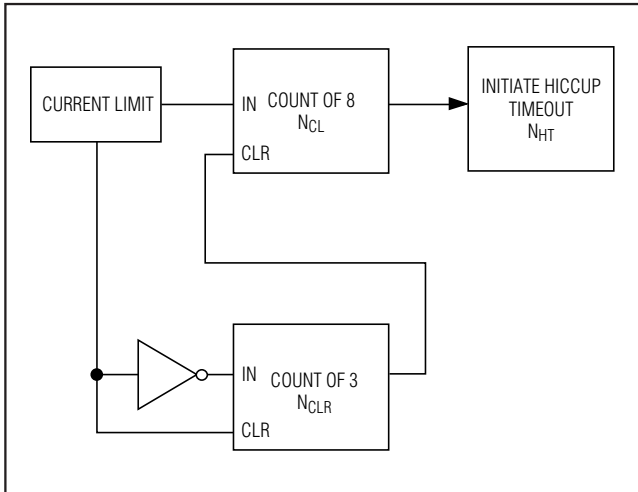 CURRENT LIMIT
IN
COUNT OF 8
N_CL
CLR
INITIATE HICCUP
TIMEOUT
N_HT
IN
COUNT OF 3
N_CLR
CLR